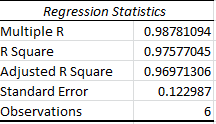 Regression Statistics
Multiple R 0.98781094
R Square 0.97577045
Adjusted R Square 0.96971306
Standard Error 0.122987
Observations 6